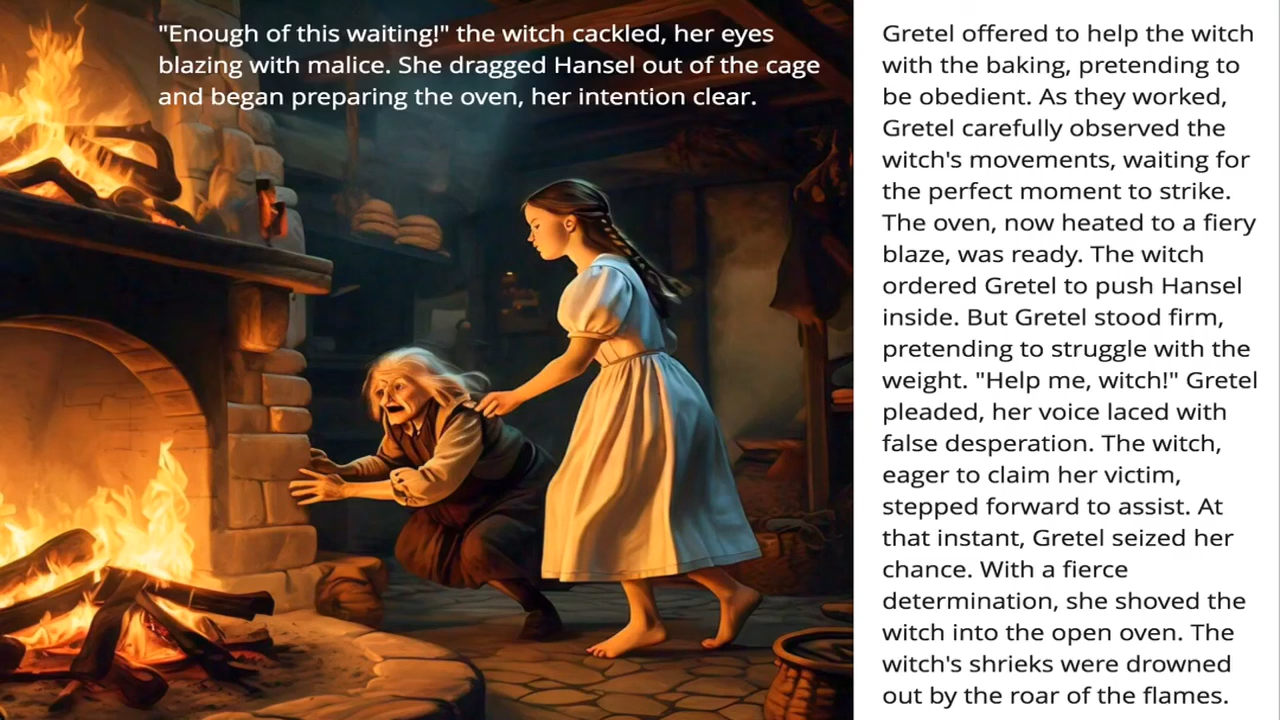 "Enough of this waiting!" the witch cackled, her eyes
blazing with malice. She dragged Hansel out of the cage
and began preparing the oven, her intention clear.
Gretel offered to help the witch
with the baking, pretending to
be obedient. As they worked,
Gretel carefully observed the
witch's movements, waiting for
the perfect moment to strike.
The oven, now heated to a fiery
blaze, was ready. The witch
ordered Gretel to push Hansel
inside. But Gretel stood firm,
pretending to struggle with the
weight. "Help me, witch!" Gretel
pleaded, her voice laced with
false desperation. The witch,
eager to claim her victim,
stepped forward to assist. At
that instant, Gretel seized her
chance. With a fierce
determination, she shoved the
witch into the open oven. The
witch's shrieks were drowned
out by the roar of the flames.